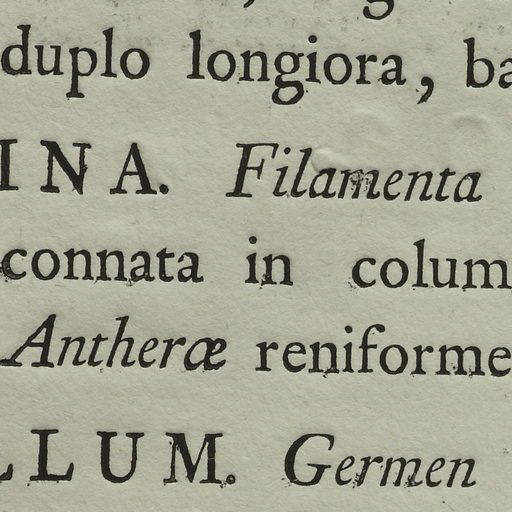 duplo longiora, ba
INA. Filamenta
connata in colum
Antheræ reniforme
LLUM. Germen